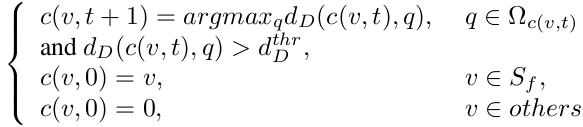 c(v, t + 1) = argmax_q d_D(c(v, t), q), q ∈ Ω_{c(v,t)}
and d_D(c(v, t), q) > d_D^{thr},
c(v, 0) = v, v ∈ S_f,
c(v, 0) = 0, v ∈ others